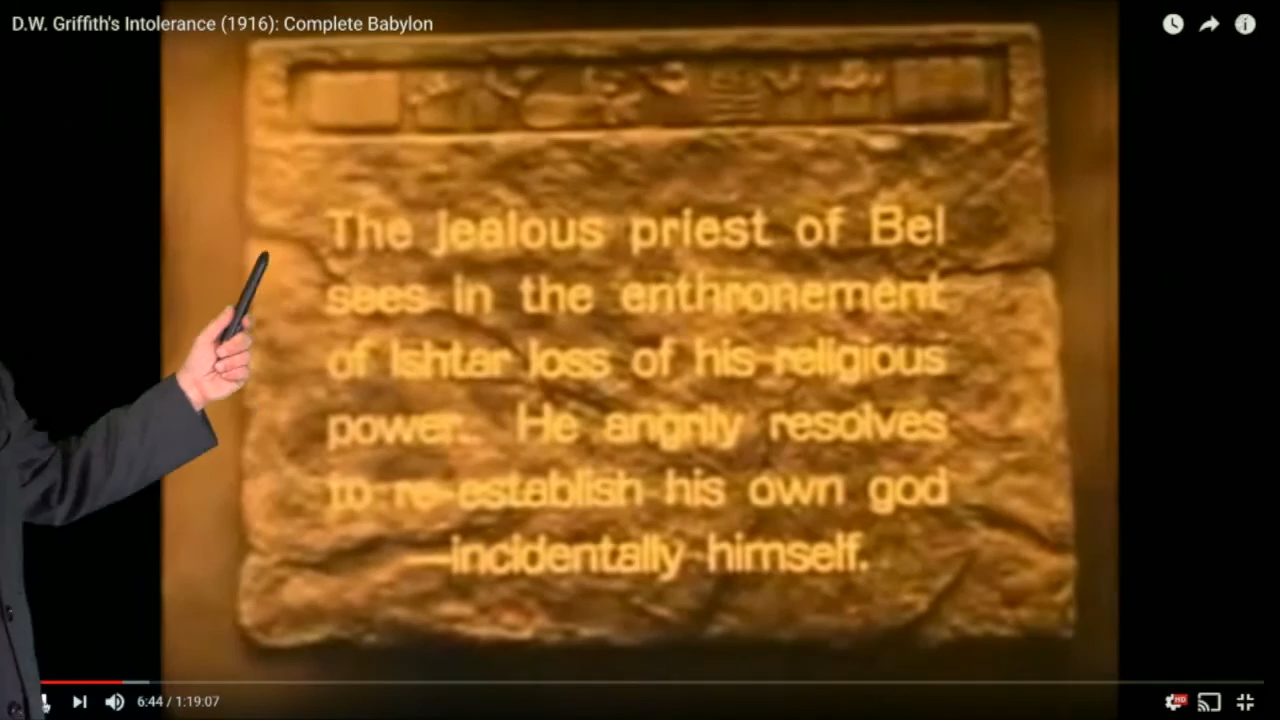 D.W. Griffith's Intolerance (1916): Complete Babylon
The jealous priest of Bel
sees in the enthronement
of Ishtar loss of his religious
power. He angrily resolves
to re-establish his own god
—incidentally himself.
6:44 / 1:19:07
HD